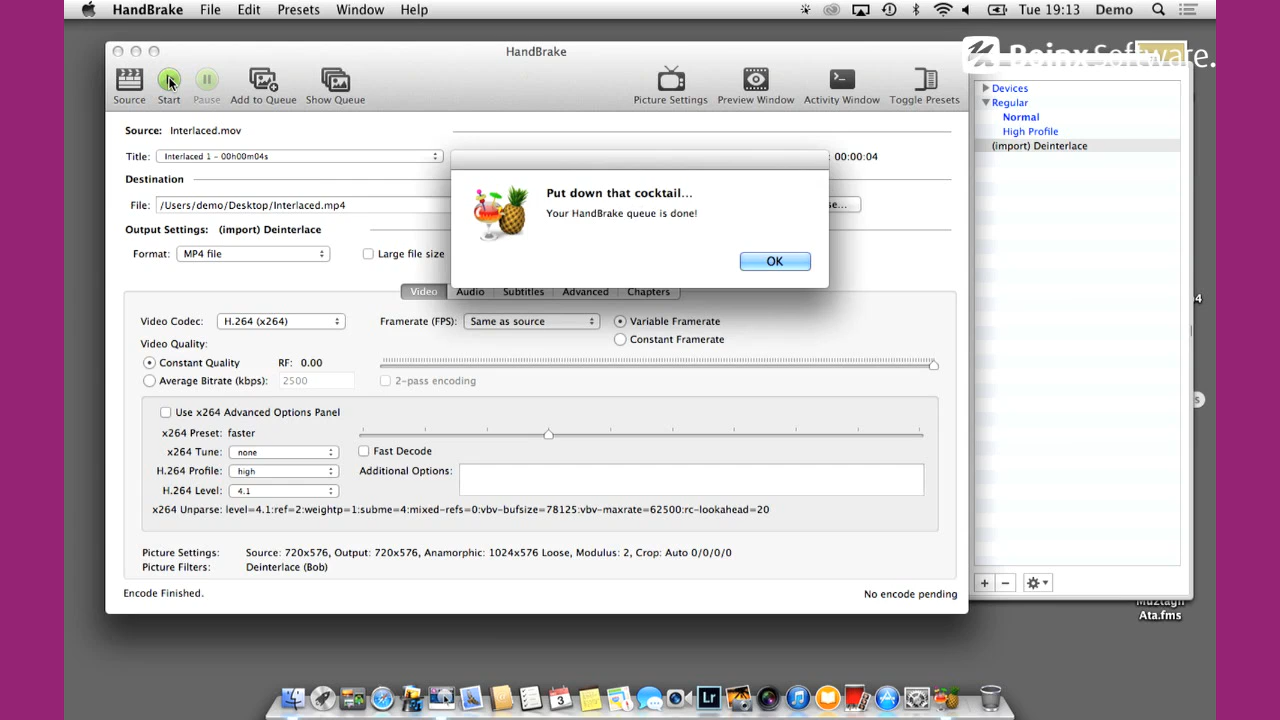 HandBrake File Edit Presets Window Help Tue 19:13 Demo
HandBrake
Boinx Software.
Source Start Pause Add to Queue Show Queue Picture Settings Preview Window Activity Window Toggle Presets
Source: Interlaced.mov
Title: Interlaced 1 - 00h00m04s : 00:00:04
Destination
File: /Users/demo/Desktop/Interlaced.mp4 se...
Output Settings: (import) Deinterlace
Format: MP4 file Large file size
Put down that cocktail...
Your HandBrake queue is done!
OK
Video Audio Subtitles Advanced Chapters
Video Codec: H.264 (x264) Framerate (FPS): Same as source Variable Framerate
Constant Framerate
Video Quality:
Constant Quality RF: 0.00
Average Bitrate (kbps): 2500 2-pass encoding
Use x264 Advanced Options Panel
x264 Preset: faster
x264 Tune: none Fast Decode
H.264 Profile: high Additional Options:
H.264 Level: 4.1
x264 Unparse: level=4.1:ref=2:weightp=1:subme=4:mixed-refs=0:vbv-bufsize=78125:vbv-maxrate=62500:rc-lookahead=20
Picture Settings: Source: 720x576, Output: 720x576, Anamorphic: 1024x576 Loose, Modulus: 2, Crop: Auto 0/0/0/0
Picture Filters: Deinterlace (Bob)
Encode Finished. No encode pending
Devices
Regular
Normal
High Profile
(import) Deinterlace
Muztagh
Ata.fms
Lr
3